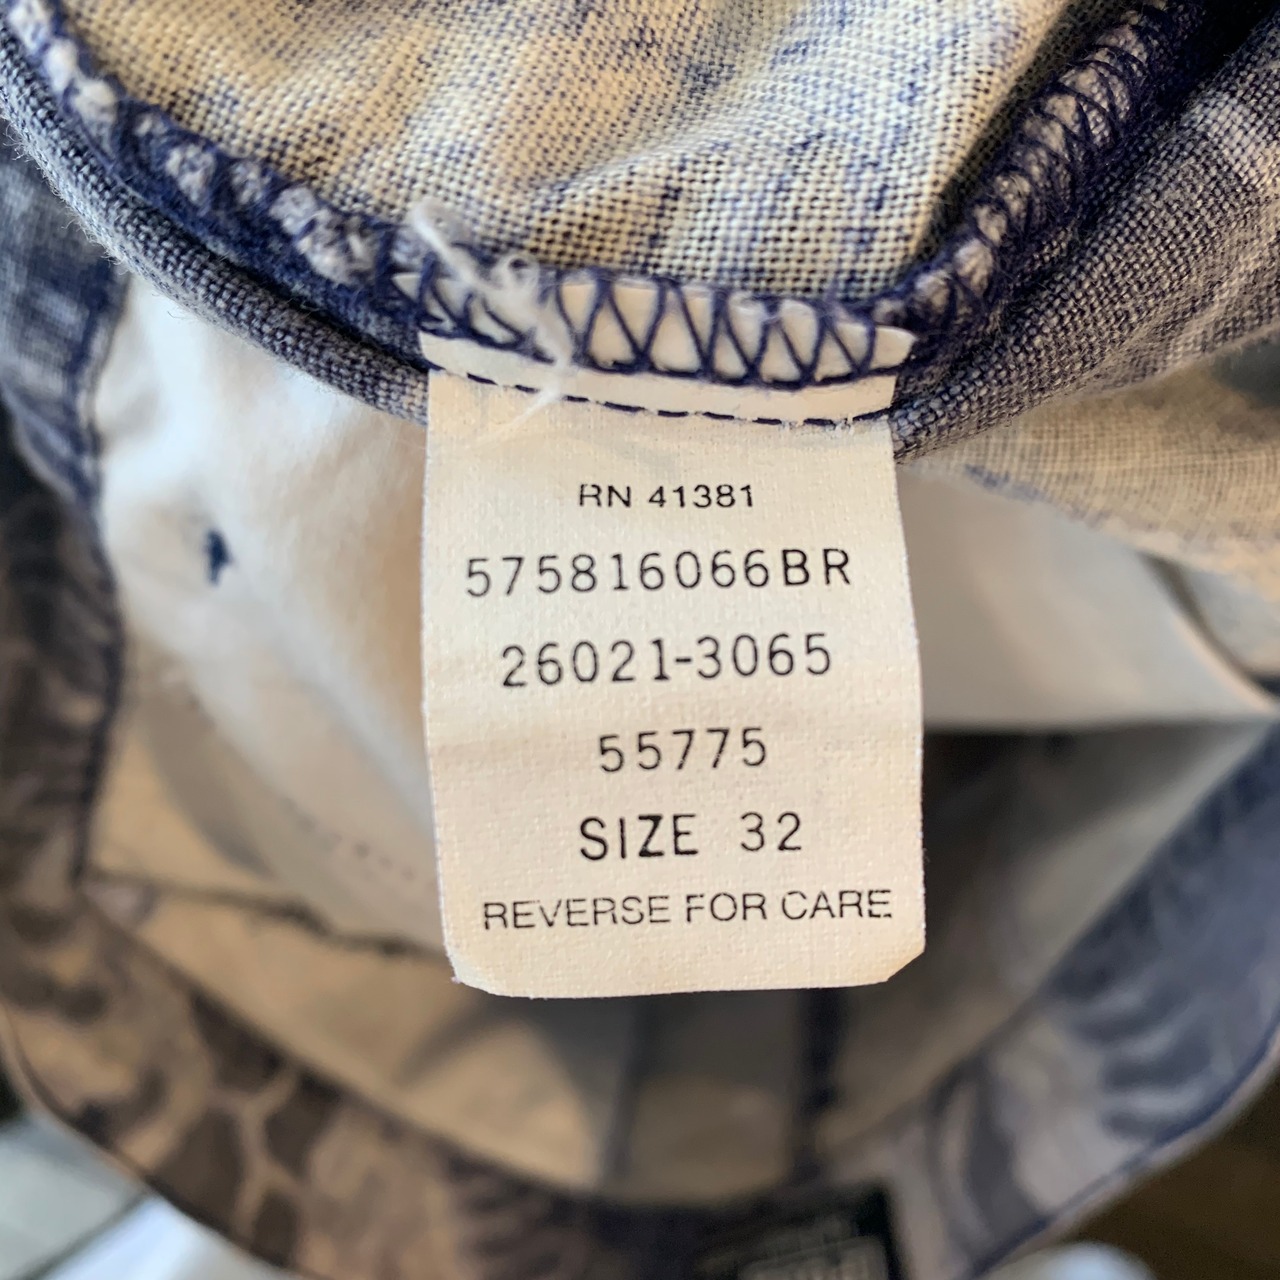 RN 41381
575816066BR
26021-3065
55775
SIZE 32
REVERSE FOR CARE